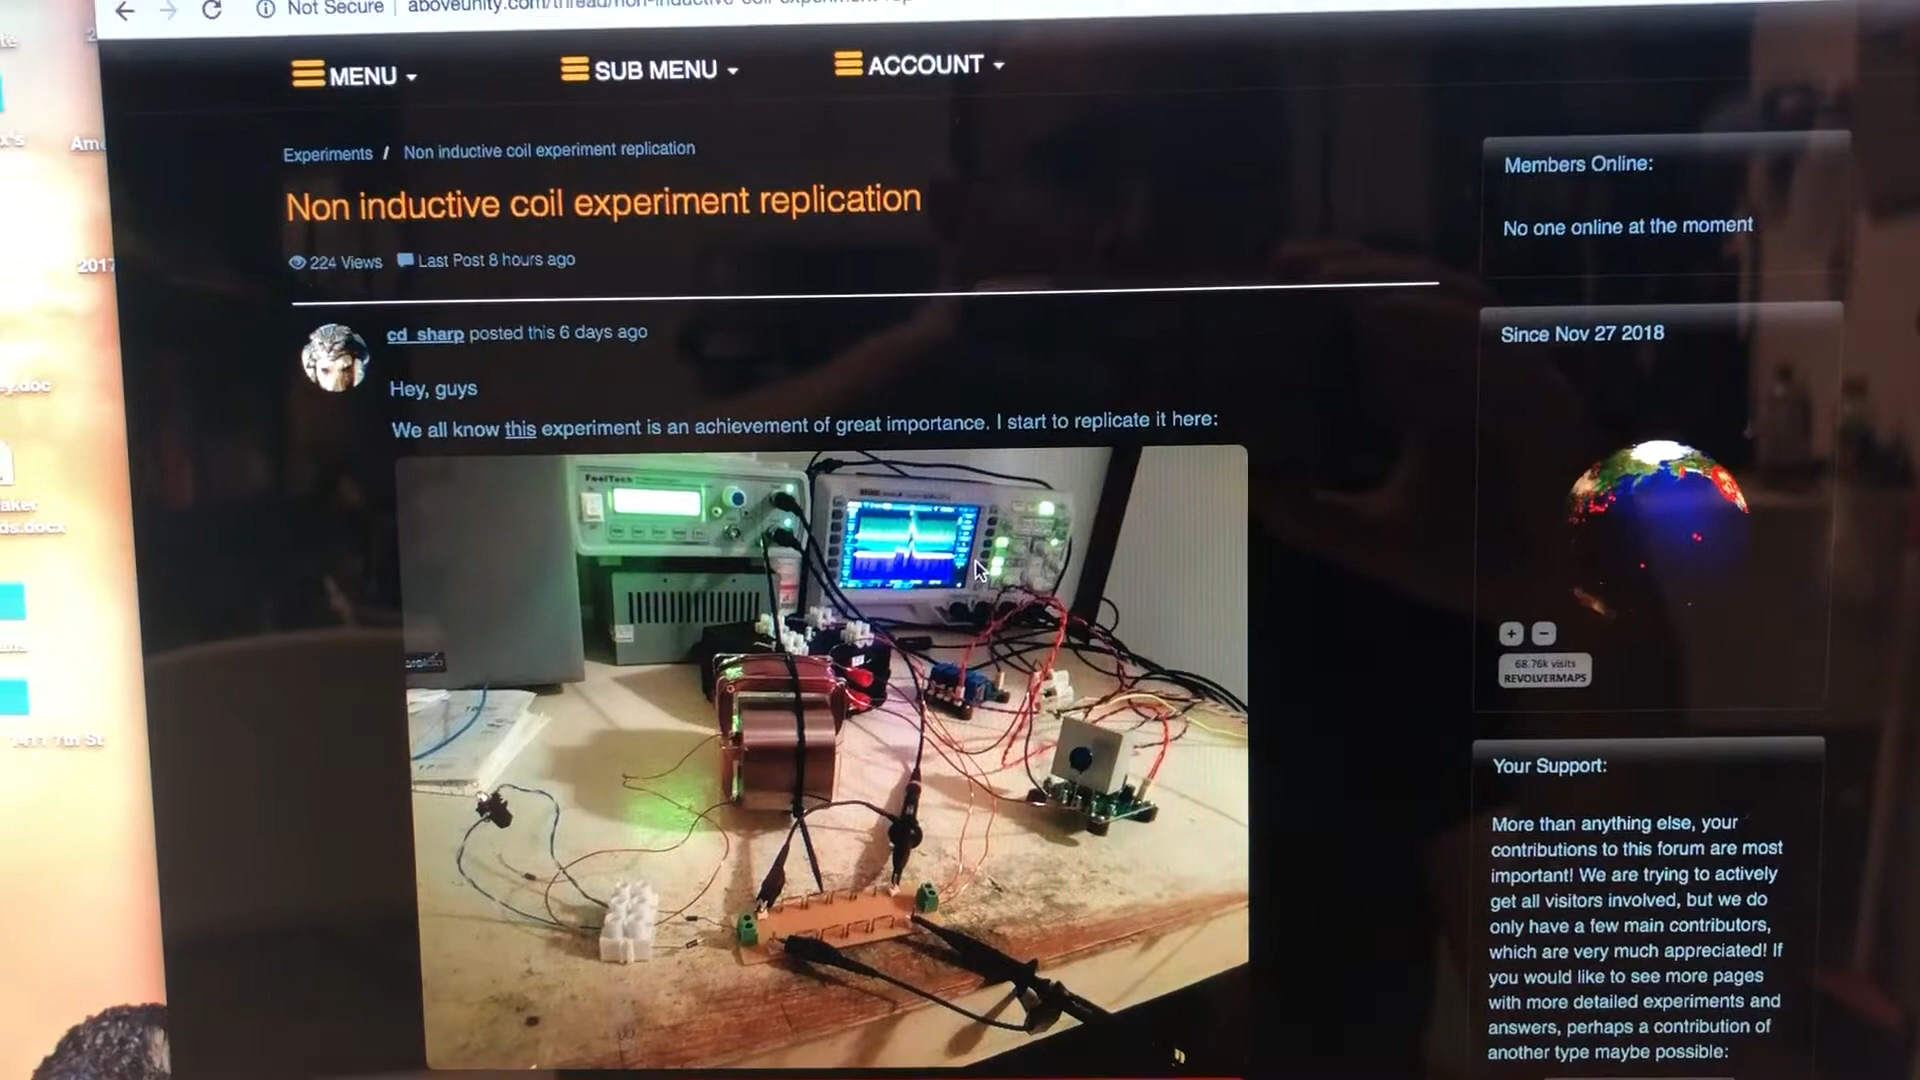 Not Secure
aboveunity.com/thread/non-inductive-coil-experiment-rep
MENU
SUB MENU
ACCOUNT
Experiments / Non inductive coil experiment replication
Non inductive coil experiment replication
224 Views Last Post 8 hours ago
cd_sharp posted this 6 days ago
Hey, guys
We all know this experiment is an achievement of great importance. I start to replicate it here:
FeelTech
Members Online:
No one online at the moment
Since Nov 27 2018
68.76k visits
REVOLVERMAPS
Your Support:
More than anything else, your
contributions to this forum are most
important! We are trying to actively
get all visitors involved, but we do
only have a few main contributors,
which are very much appreciated! If
you would like to see more pages
with more detailed experiments and
answers, perhaps a contribution of
another type maybe possible:
2017
ds.docx
7th St